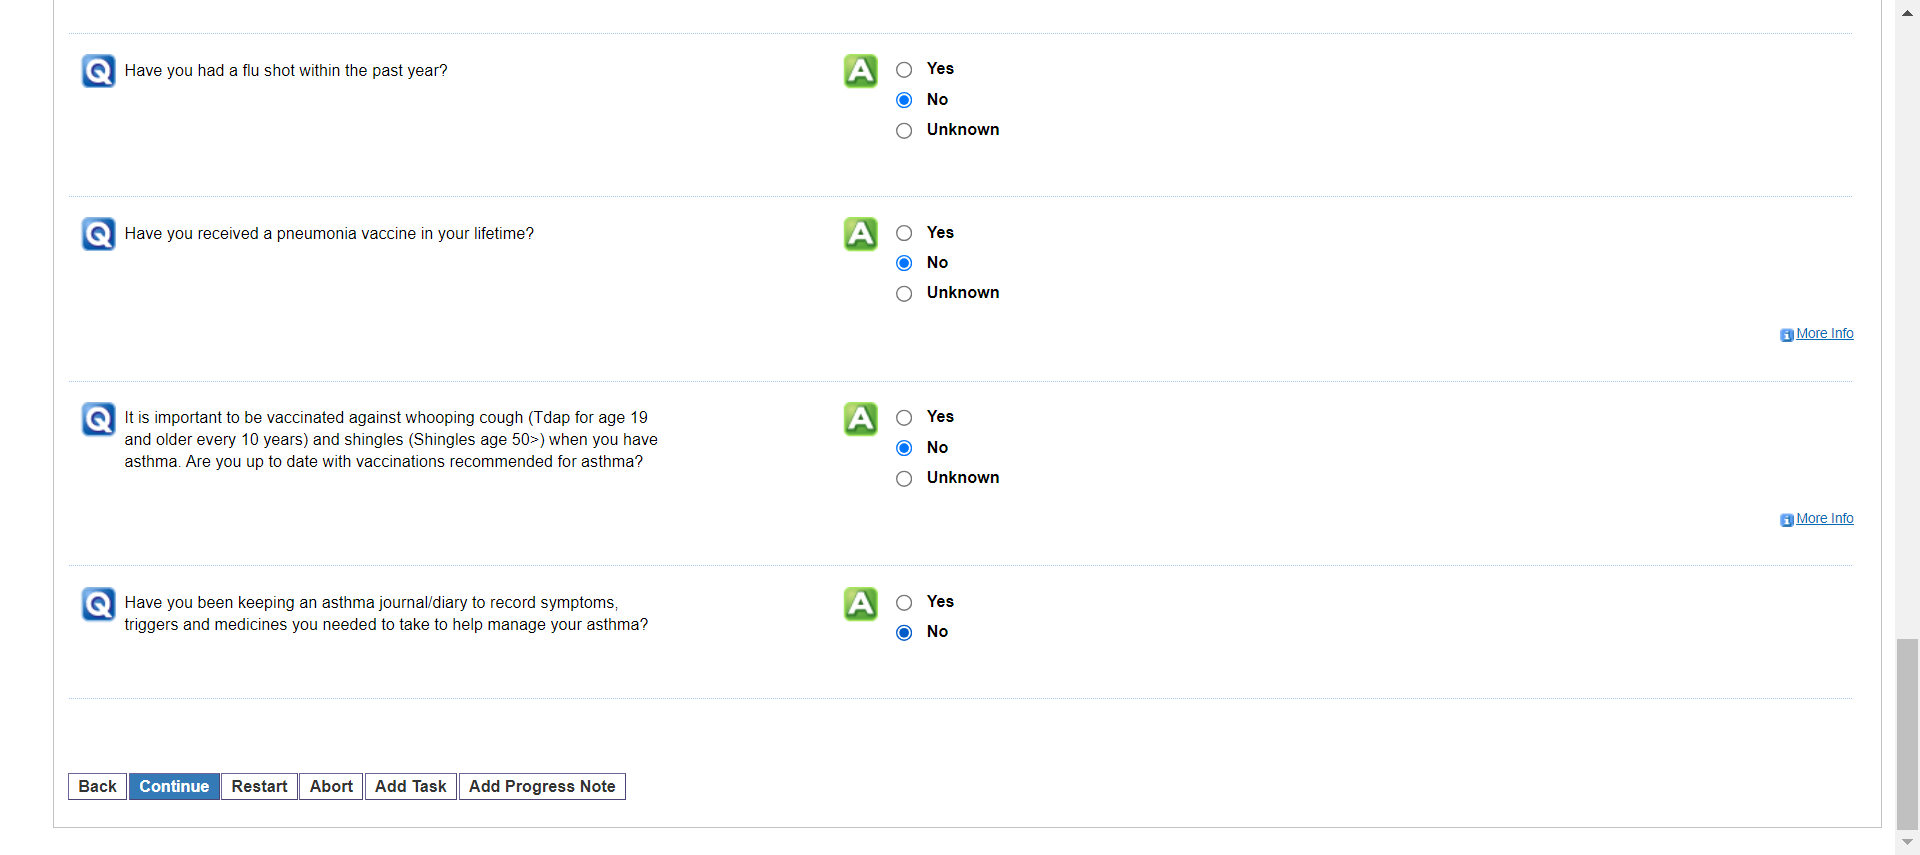 Q Have you had a flu shot within the past year?
A Yes
No
Unknown
Q Have you received a pneumonia vaccine in your lifetime?
A Yes
No
Unknown
i More Info
Q It is important to be vaccinated against whooping cough (Tdap for age 19
and older every 10 years) and shingles (Shingles age 50>) when you have
asthma. Are you up to date with vaccinations recommended for asthma?
A Yes
No
Unknown
i More Info
Q Have you been keeping an asthma journal/diary to record symptoms,
triggers and medicines you needed to take to help manage your asthma?
A Yes
No
Back Continue Restart Abort Add Task Add Progress Note